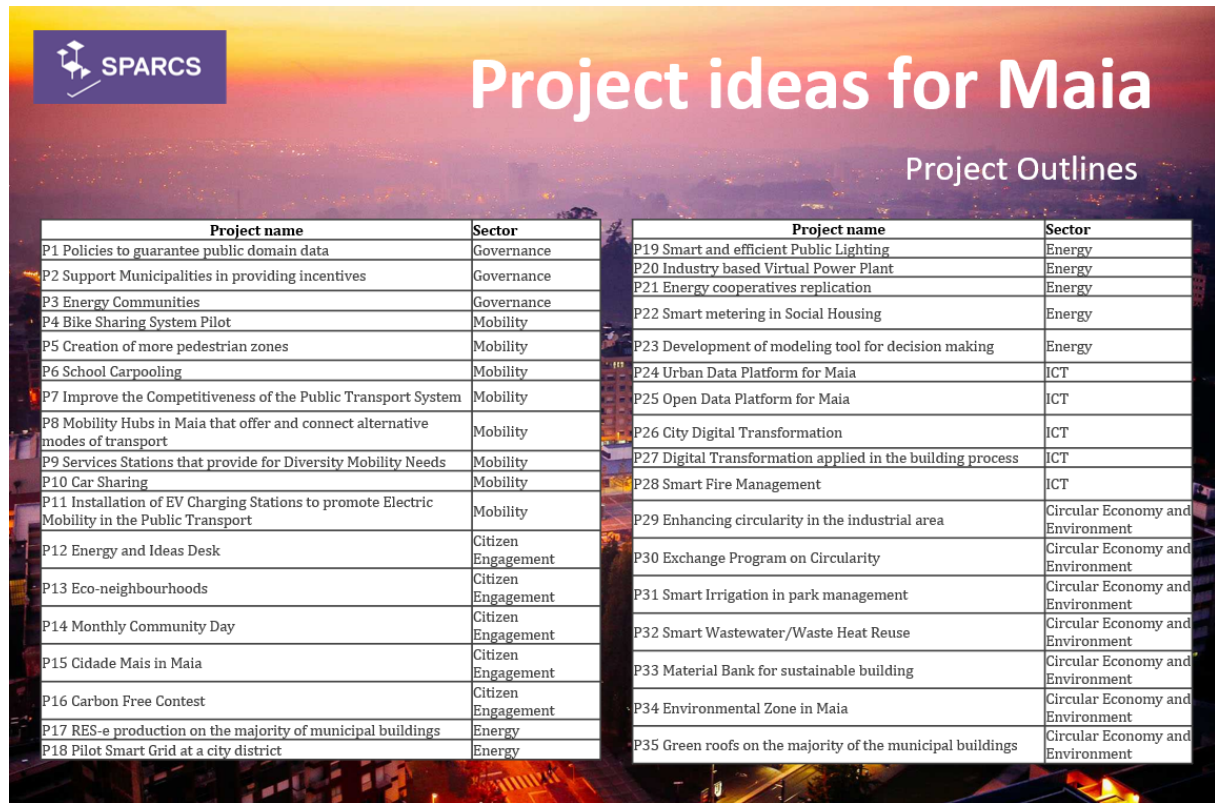 SPARCS
Project ideas for Maia
Project Outlines
Project name Sector
P1 Policies to guarantee public domain data Governance
P2 Support Municipalities in providing incentives Governance
P3 Energy Communities Governance
P4 Bike Sharing System Pilot Mobility
P5 Creation of more pedestrian zones Mobility
P6 School Carpooling Mobility
P7 Improve the Competitiveness of the Public Transport System Mobility
P8 Mobility Hubs in Maia that offer and connect alternative
modes of transport Mobility
P9 Services Stations that provide for Diversity Mobility Needs Mobility
P10 Car Sharing Mobility
P11 Installation of EV Charging Stations to promote Electric
Mobility in the Public Transport Mobility
P12 Energy and Ideas Desk Citizen
Engagement
P13 Eco-neighbourhoods Citizen
Engagement
P14 Monthly Community Day Citizen
Engagement
P15 Cidade Mais in Maia Citizen
Engagement
P16 Carbon Free Contest Citizen
Engagement
P17 RES-e production on the majority of municipal buildings Energy
P18 Pilot Smart Grid at a city district Energy
Project name Sector
P19 Smart and efficient Public Lighting Energy
P20 Industry based Virtual Power Plant Energy
P21 Energy cooperatives replication Energy
P22 Smart metering in Social Housing Energy
P23 Development of modeling tool for decision making Energy
P24 Urban Data Platform for Maia ICT
P25 Open Data Platform for Maia ICT
P26 City Digital Transformation ICT
P27 Digital Transformation applied in the building process ICT
P28 Smart Fire Management ICT
P29 Enhancing circularity in the industrial area Circular Economy and
Environment
P30 Exchange Program on Circularity Circular Economy and
Environment
P31 Smart Irrigation in park management Circular Economy and
Environment
P32 Smart Wastewater/Waste Heat Reuse Circular Economy and
Environment
P33 Material Bank for sustainable building Circular Economy and
Environment
P34 Environmental Zone in Maia Circular Economy and
Environment
P35 Green roofs on the majority of the municipal buildings Circular Economy and
Environment